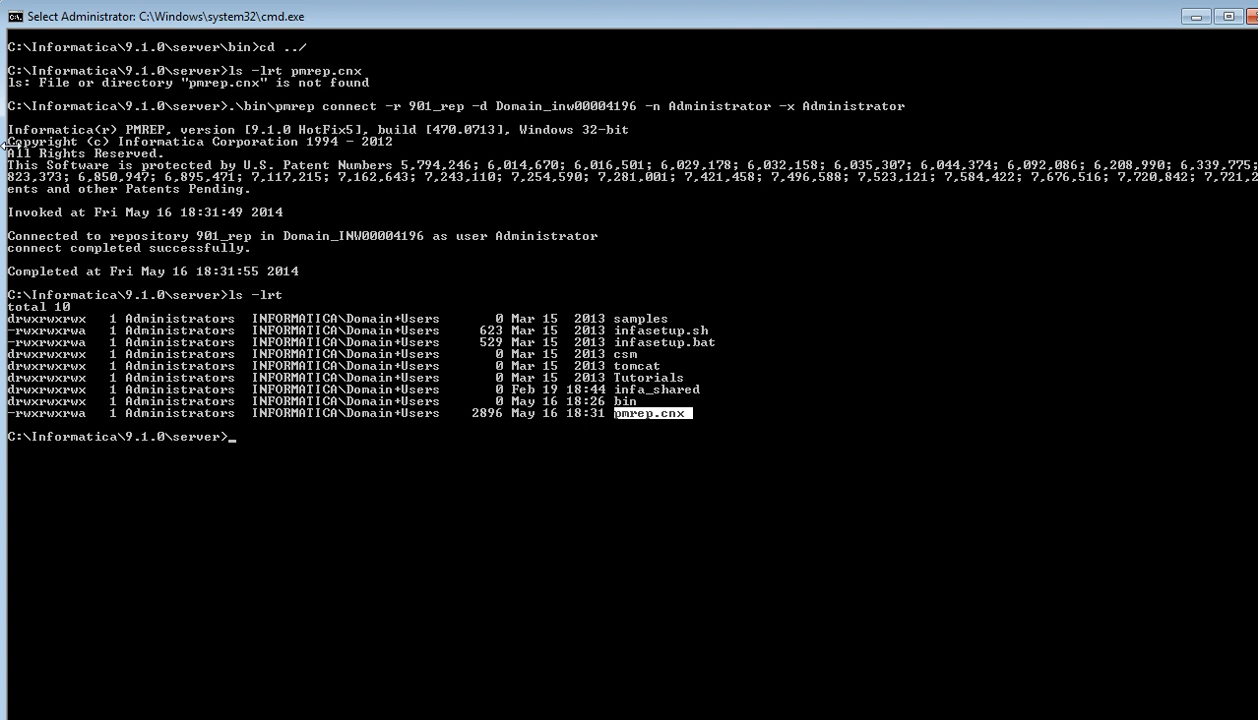 Select Administrator: C:\Windows\system32\cmd.exe
C:\Informatica\9.1.0\server\bin>cd ../
C:\Informatica\9.1.0\server>ls -lrt pmrep.cnx
ls: File or directory "pmrep.cnx" is not found
C:\Informatica\9.1.0\server>.\bin\pmrep connect -r 901_rep -d Domain_inw00004196 -n Administrator -x Administrator
Informatica(r) PMREP, version [9.1.0 HotFix5], build [470.0713], Windows 32-bit
Copyright (c) Informatica Corporation 1994 - 2012
All Rights Reserved.
This Software is protected by U.S. Patent Numbers 5,794,246; 6,014,670; 6,016,501; 6,029,178; 6,032,158; 6,035,307; 6,044,374; 6,092,086; 6,208,990; 6,339,775;
823,373; 6,850,947; 6,895,471; 7,117,215; 7,162,643; 7,243,110; 7,254,590; 7,281,001; 7,421,458; 7,496,588; 7,523,121; 7,584,422; 7,676,516; 7,720,842; 7,721,2
ents and other Patents Pending.
Invoked at Fri May 16 18:31:49 2014
Connected to repository 901_rep in Domain_INW00004196 as user Administrator
connect completed successfully.
Completed at Fri May 16 18:31:55 2014
C:\Informatica\9.1.0\server>ls -lrt
total 10
drwxrwxrwx 1 Administrators INFORMATICA\Domain+Users 0 Mar 15 2013 samples
-rwxrwxrwa 1 Administrators INFORMATICA\Domain+Users 623 Mar 15 2013 infasetup.sh
-rwxrwxrwa 1 Administrators INFORMATICA\Domain+Users 529 Mar 15 2013 infasetup.bat
drwxrwxrwx 1 Administrators INFORMATICA\Domain+Users 0 Mar 15 2013 csm
drwxrwxrwx 1 Administrators INFORMATICA\Domain+Users 0 Mar 15 2013 tomcat
drwxrwxrwx 1 Administrators INFORMATICA\Domain+Users 0 Mar 15 2013 Tutorials
drwxrwxrwx 1 Administrators INFORMATICA\Domain+Users 0 Feb 19 18:44 infa_shared
drwxrwxrwx 1 Administrators INFORMATICA\Domain+Users 0 May 16 18:26 bin
-rwxrwxrwa 1 Administrators INFORMATICA\Domain+Users 2896 May 16 18:31 pmrep.cnx
C:\Informatica\9.1.0\server>_